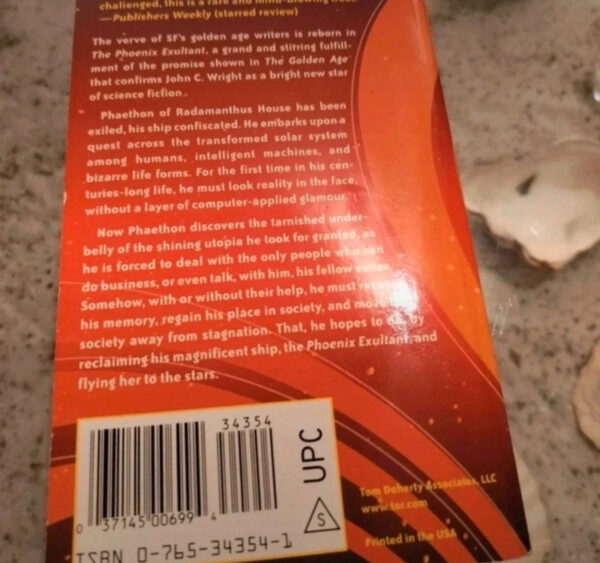 challenged, this is a rare and mind-blowing
—Publishers Weekly (starred review)
The verve of SF's golden age writers is reborn in
The Phoenix Exultant, a grand and stirring fulfill-
ment of the promise shown in The Golden Age
that confirms John C. Wright as a bright new star
of science fiction.
Phaethon of Radamanthus House has been
exiled, his ship confiscated. He embarks upon a
quest across the transformed solar system
among humans, intelligent machines, and
bizarre life forms. For the first time in his cen-
turies-long life, he must look reality in the face,
without a layer of computer-applied glamour.
Now Phaethon discovers the tarnished under-
belly of the shining utopia he took for granted, as
he is forced to deal with the only people who can
do business, or even talk, with him, his fellow
Somehow, with or without their help, he must
his memory, regain his place in society, and move
society away from stagnation. That, he hopes to do by
reclaiming his magnificent ship, the Phoenix Exultant, and
flying her to the stars.
34354
UPC
S
0 37145 00699 4
ISBN 0-765-34354-1
Tom Doherty Associates, LLC
www.tor.com
Printed in the USA